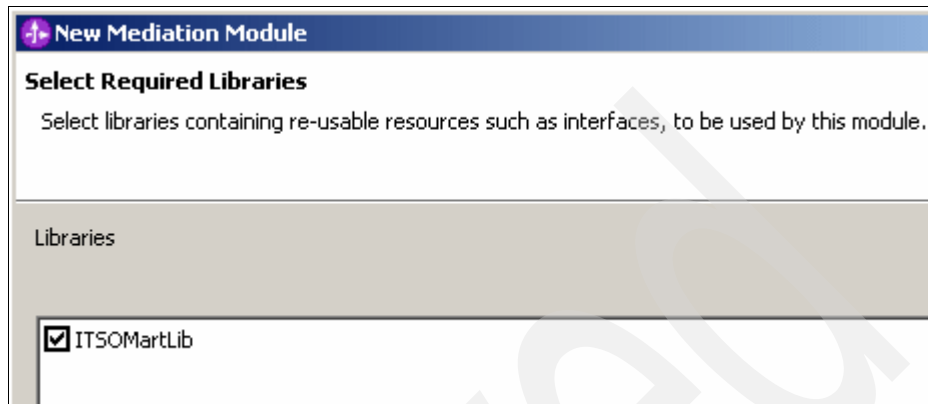 New Mediation Module
Select Required Libraries
Select libraries containing re-usable resources such as interfaces, to be used by this module.
Libraries
ITSOMartLib